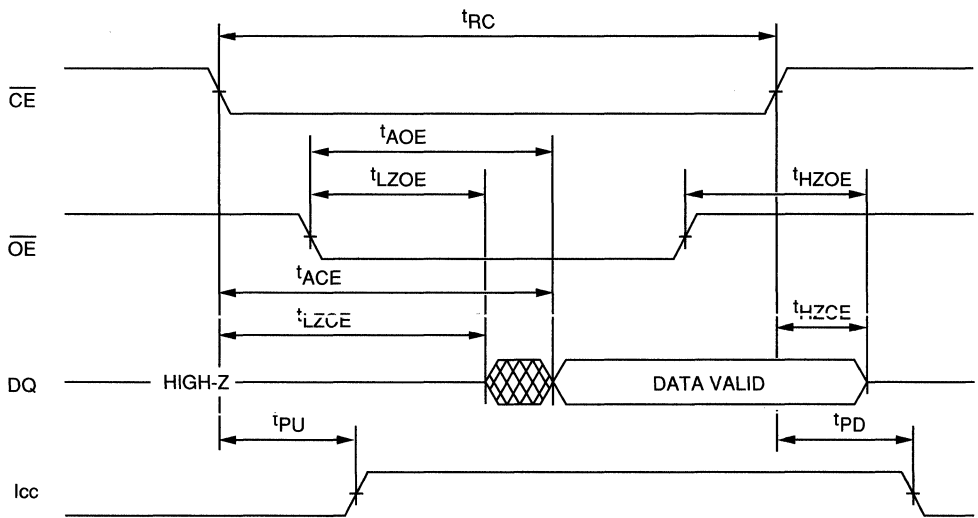 tRC
CE
tAOE
tLZOE
tHZOE
OE
tACE
tLZCE
tHZCE
DQ
HIGH-Z
DATA VALID
tPU
tPD
Icc